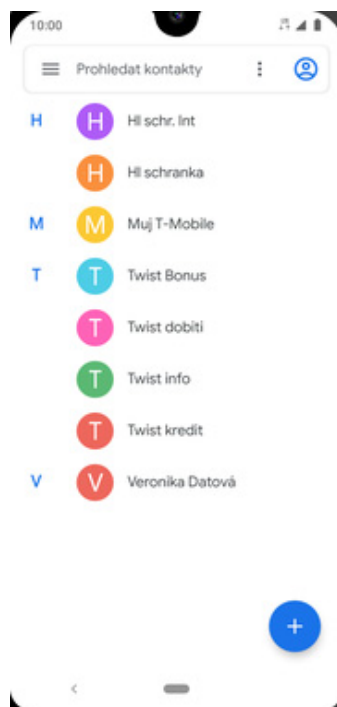 10:00
Prohledat kontakty
H
H
Hl schr. Int
H
Hl schranka
M
M
Muj T-Mobile
T
T
Twist Bonus
T
Twist dobiti
T
Twist info
T
Twist kredit
V
V
Veronika Datová
+